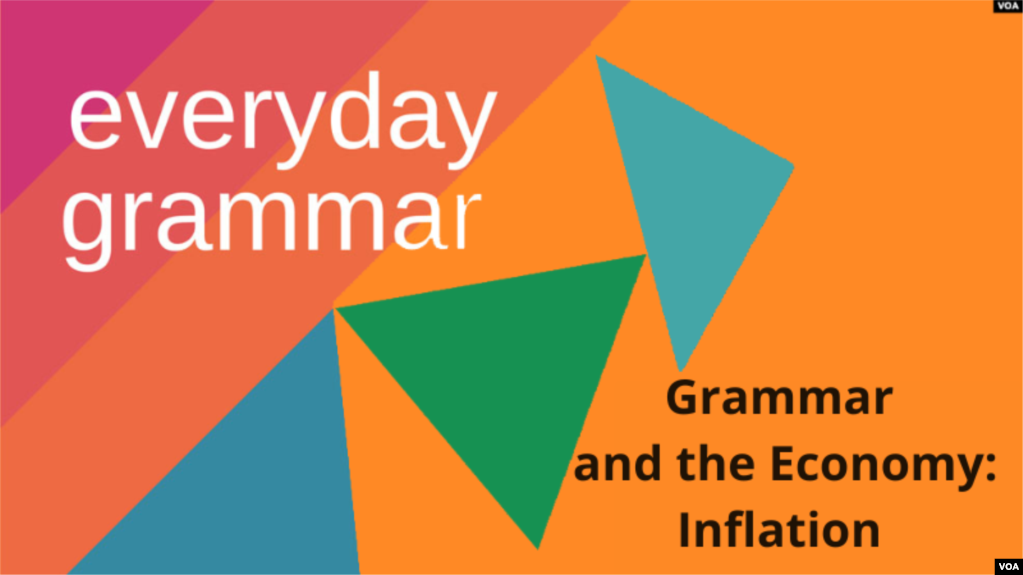 VOA
everyday
grammar
Grammar
and the Economy:
Inflation
VOA